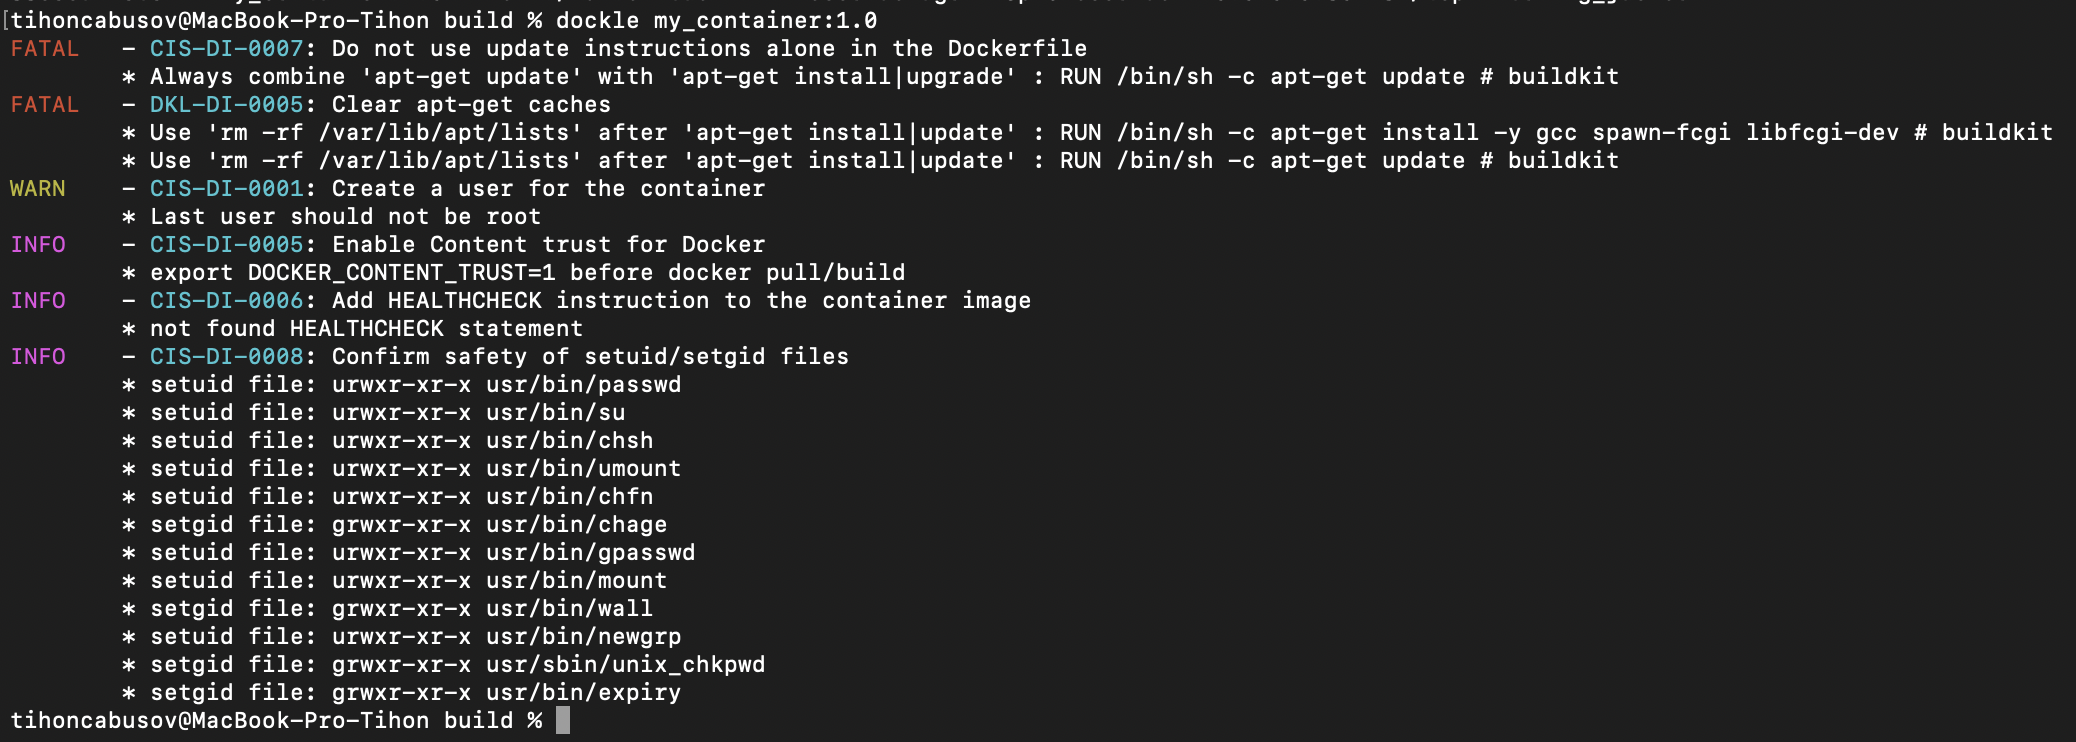 [tihoncabusov@MacBook-Pro-Tihon build % dockle my_container:1.0
FATAL - CIS-DI-0007: Do not use update instructions alone in the Dockerfile
* Always combine 'apt-get update' with 'apt-get install|upgrade' : RUN /bin/sh -c apt-get update # buildkit
FATAL - DKL-DI-0005: Clear apt-get caches
* Use 'rm -rf /var/lib/apt/lists' after 'apt-get install|update' : RUN /bin/sh -c apt-get install -y gcc spawn-fcgi libfcgi-dev # buildkit
* Use 'rm -rf /var/lib/apt/lists' after 'apt-get install|update' : RUN /bin/sh -c apt-get update # buildkit
WARN - CIS-DI-0001: Create a user for the container
* Last user should not be root
INFO - CIS-DI-0005: Enable Content trust for Docker
* export DOCKER_CONTENT_TRUST=1 before docker pull/build
INFO - CIS-DI-0006: Add HEALTHCHECK instruction to the container image
* not found HEALTHCHECK statement
INFO - CIS-DI-0008: Confirm safety of setuid/setgid files
* setuid file: urwxr-xr-x usr/bin/passwd
* setuid file: urwxr-xr-x usr/bin/su
* setuid file: urwxr-xr-x usr/bin/chsh
* setuid file: urwxr-xr-x usr/bin/umount
* setuid file: urwxr-xr-x usr/bin/chfn
* setgid file: grwxr-xr-x usr/bin/chage
* setuid file: urwxr-xr-x usr/bin/gpasswd
* setuid file: urwxr-xr-x usr/bin/mount
* setgid file: grwxr-xr-x usr/bin/wall
* setuid file: urwxr-xr-x usr/bin/newgrp
* setgid file: grwxr-xr-x usr/sbin/unix_chkpwd
* setgid file: grwxr-xr-x usr/bin/expiry
tihoncabusov@MacBook-Pro-Tihon build %